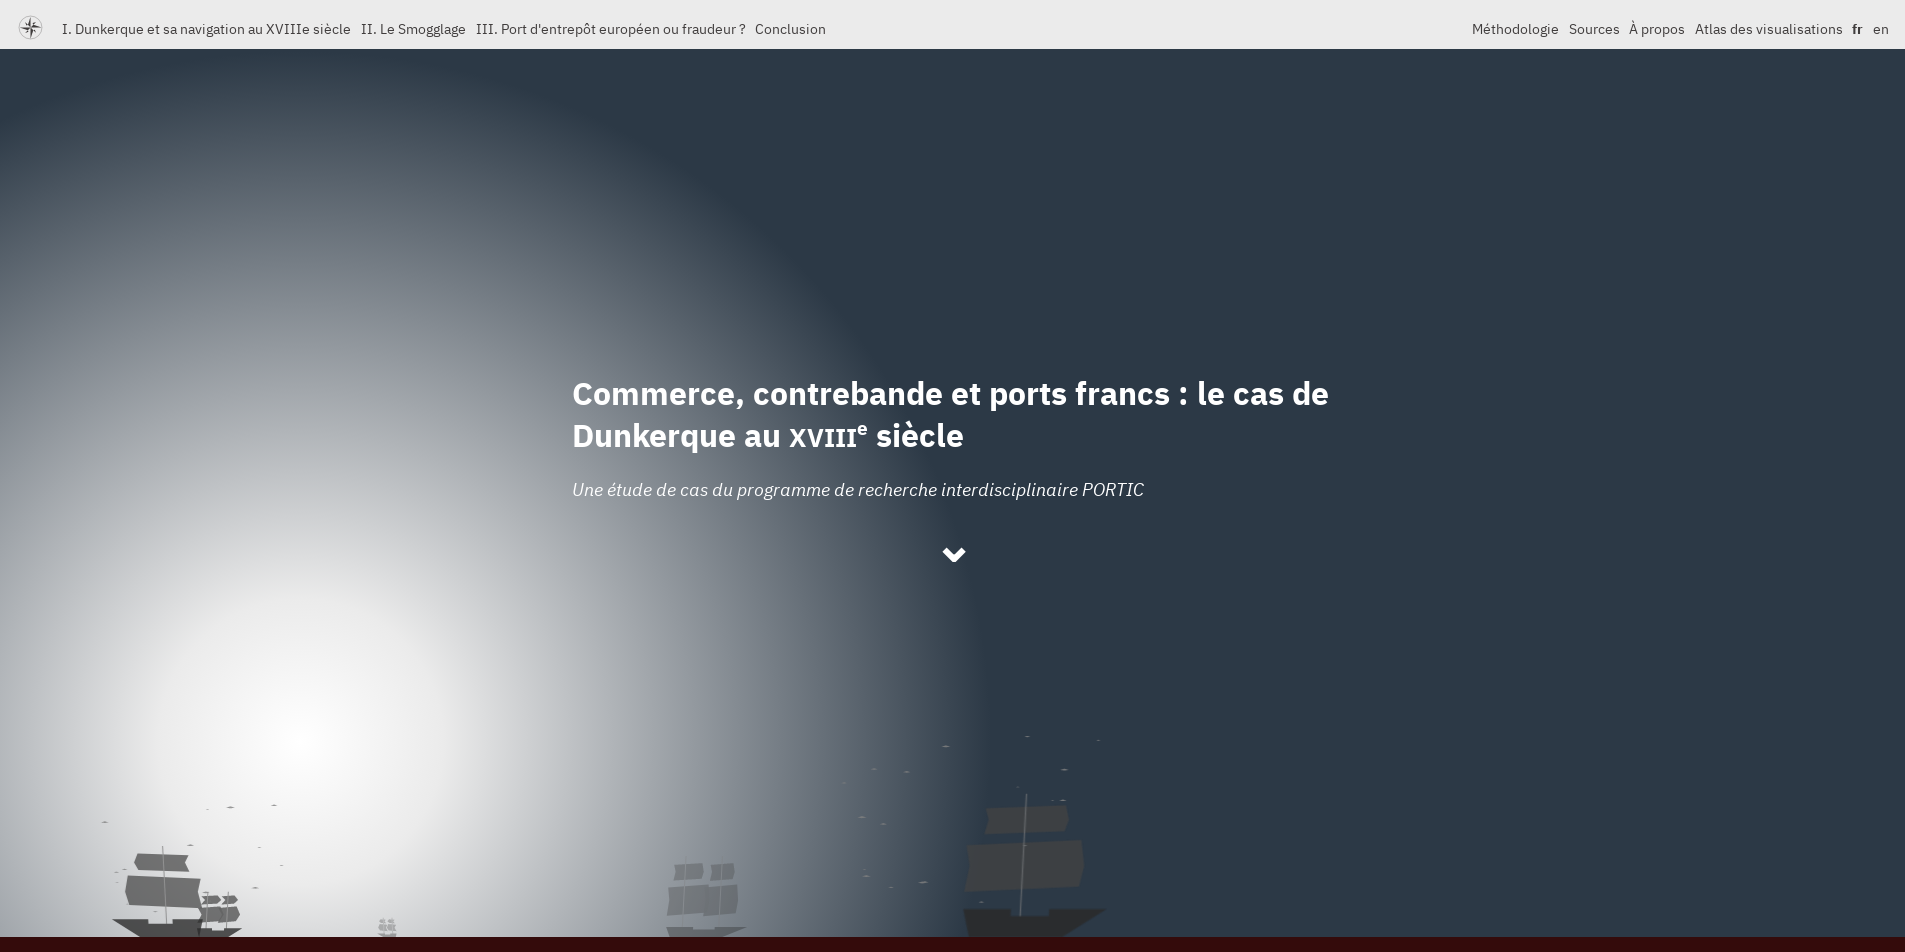 I. Dunkerque et sa navigation au XVIIIe siècle II. Le Smogglage III. Port d'entrepôt européen ou fraudeur ? Conclusion Méthodologie Sources À propos Atlas des visualisations fr en
Commerce, contrebande et ports francs : le cas de
Dunkerque au XVIIIe siècle
Une étude de cas du programme de recherche interdisciplinaire PORTIC